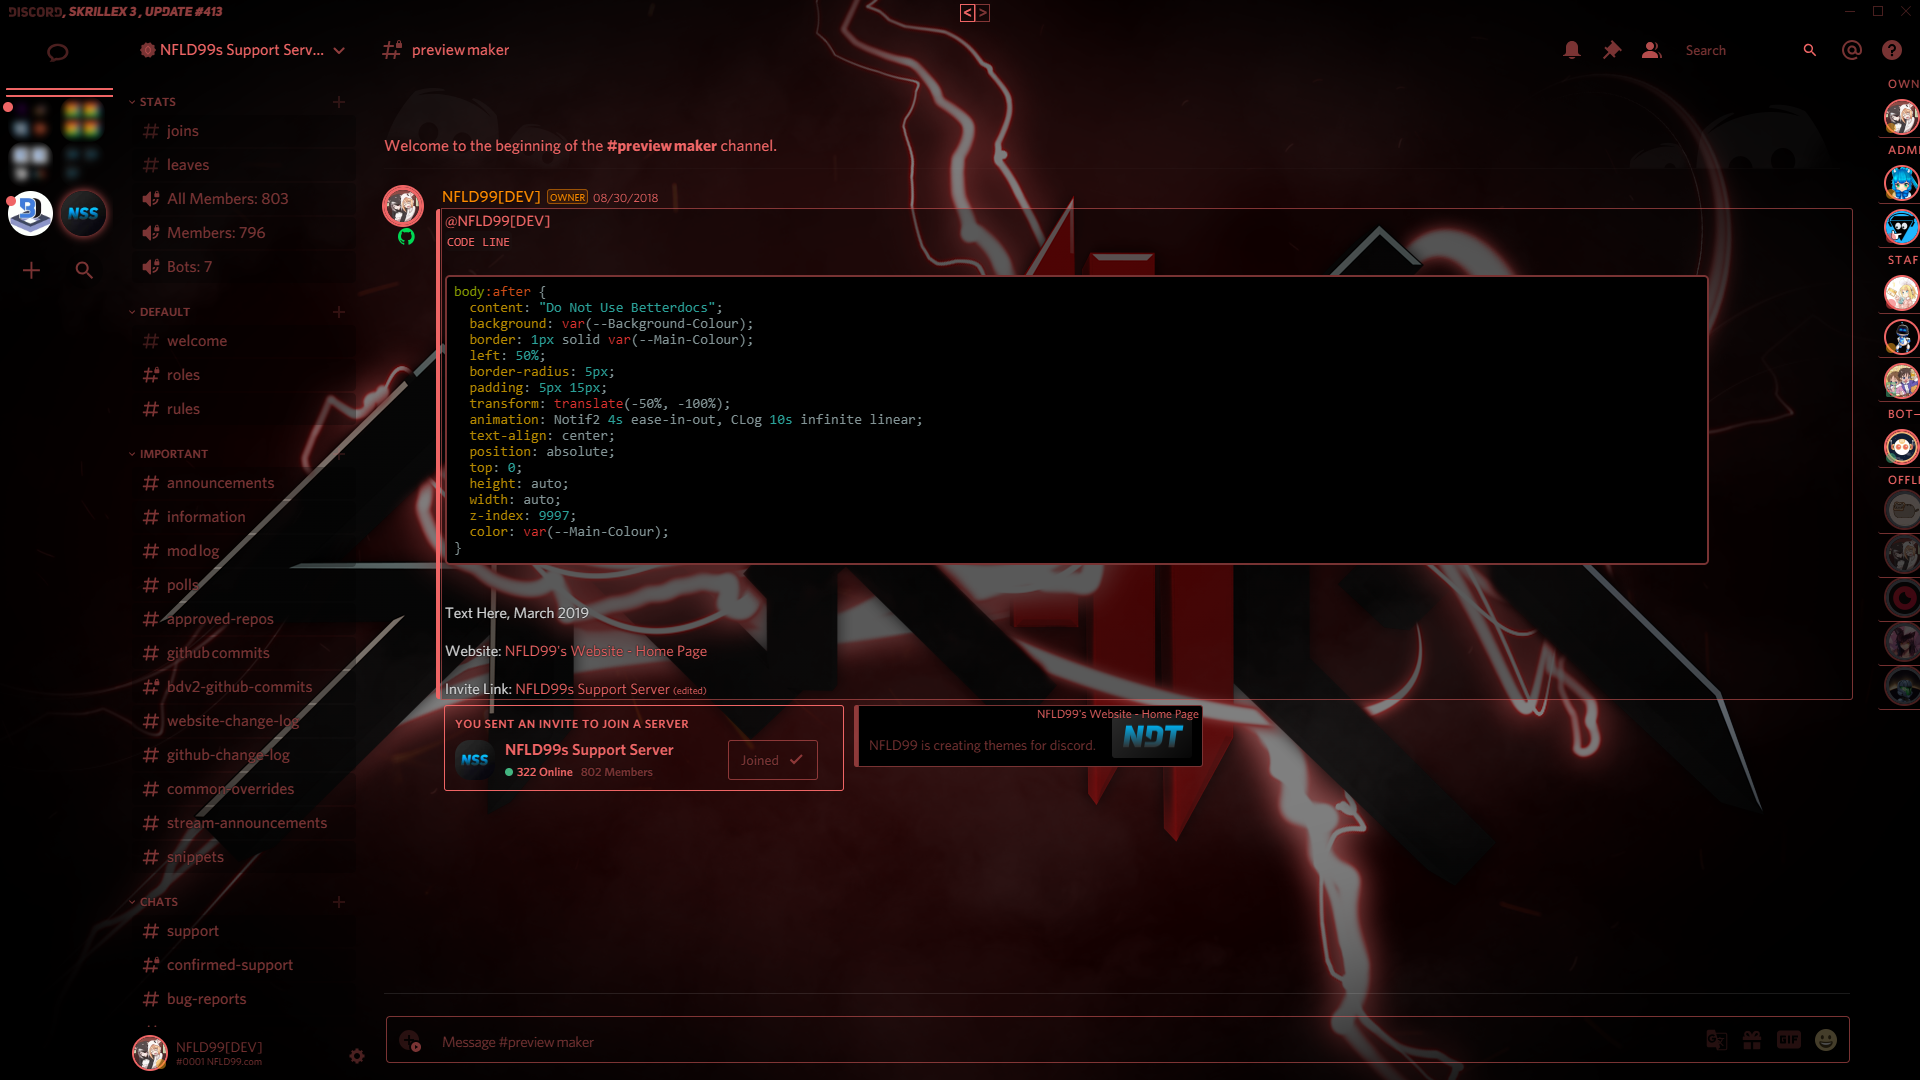 DISCORD, SKRILLEX 3 , UPDATE #413
< >
NFLD99s Support Serv...
preview maker
Search
STATS
joins
leaves
All Members: 803
Members: 796
Bots: 7
DEFAULT
welcome
roles
rules
IMPORTANT
announcements
information
mod log
polls
approved-repos
github commits
bdv2-github-commits
website-change-log
github-change-log
common-overrides
stream-announcements
snippets
CHATS
support
confirmed-support
bug-reports
NFLD99[DEV]
#0001 NFLD99.com
NSS
Welcome to the beginning of the #preview maker channel.
NFLD99[DEV] OWNER 08/30/2018
@NFLD99[DEV]
CODE LINE
body:after {
content: "Do Not Use Betterdocs";
background: var(--Background-Colour);
border: 1px solid var(--Main-Colour);
left: 50%;
border-radius: 5px;
padding: 5px 15px;
transform: translate(-50%, -100%);
animation: Notif2 4s ease-in-out, CLog 10s infinite linear;
text-align: center;
position: absolute;
top: 0;
height: auto;
width: auto;
z-index: 9997;
color: var(--Main-Colour);
}
Text Here, March 2019
Website: NFLD99's Website - Home Page
Invite Link: NFLD99s Support Server (edited)
YOU SENT AN INVITE TO JOIN A SERVER
NSS
NFLD99s Support Server
322 Online 802 Members
Joined
NFLD99's Website - Home Page
NFLD99 is creating themes for discord.
NDT
Message #preview maker
GIF
OWN
ADMI
STAF
BOT—
OFFLI